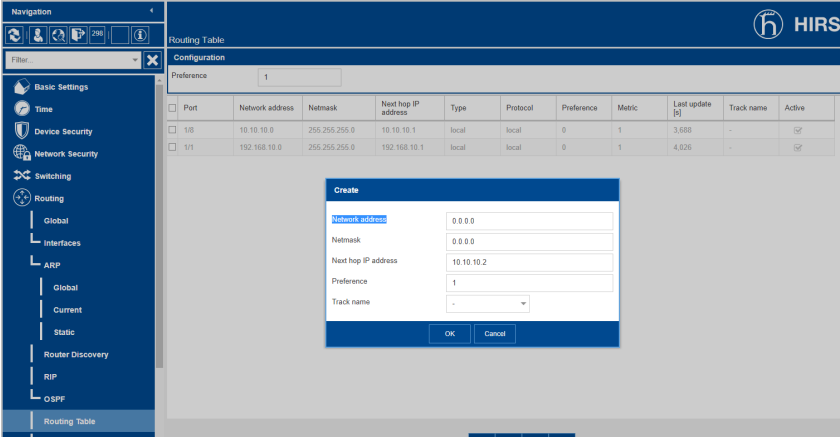 Navigation
298
Routing Table
HIRS
Filter...
Configuration
Preference 1
Basic Settings
Time
Device Security
Network Security
Switching
Routing
Global
Interfaces
ARP
Global
Current
Static
Router Discovery
RIP
OSPF
Routing Table
Port Network address Netmask Next hop IP address Type Protocol Preference Metric Last update [s] Track name Active
1/8 10.10.10.0 255.255.255.0 10.10.10.1 local local 0 1 3,688 -
1/1 192.168.10.0 255.255.255.0 192.168.10.1 local local 0 1 4,026 -
Create
Network address 0.0.0.0
Netmask 0.0.0.0
Next hop IP address 10.10.10.2
Preference 1
Track name -
OK Cancel